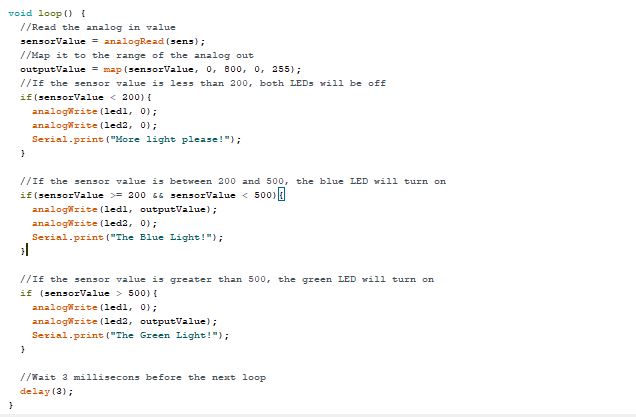 void loop() {
//Read the analog in value
sensorValue = analogRead(sens);
//Map it to the range of the analog out
outputValue = map(sensorValue, 0, 800, 0, 255);
//If the sensor value is less than 200, both LEDs will be off
if(sensorValue < 200){
analogWrite(led1, 0);
analogWrite(led2, 0);
Serial.print("More light please!");
}
//If the sensor value is between 200 and 500, the blue LED will turn on
if(sensorValue >= 200 && sensorValue < 500){
analogWrite(led1, outputValue);
analogWrite(led2, 0);
Serial.print("The Blue Light!");
}
//If the sensor value is greater than 500, the green LED will turn on
if (sensorValue > 500){
analogWrite(led1, 0);
analogWrite(led2, outputValue);
Serial.print("The Green Light!");
}
//Wait 3 millisecons before the next loop
delay(3);
}